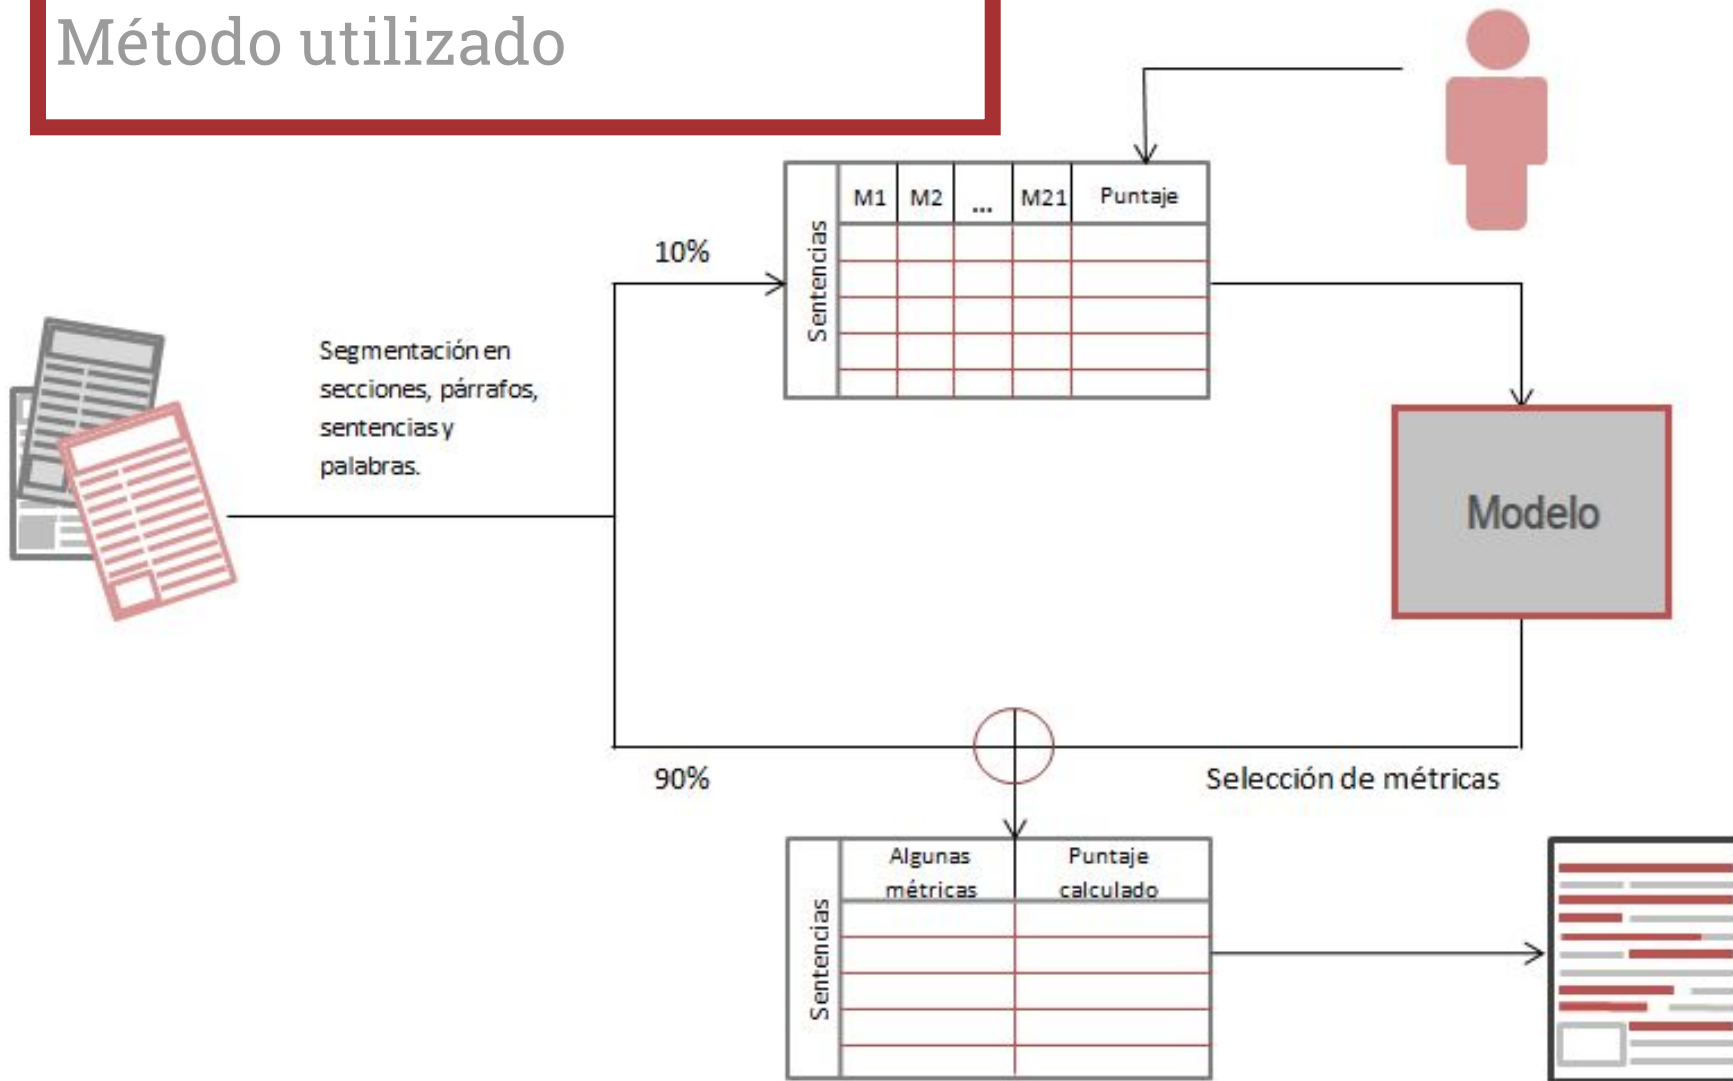 Método utilizado
M1 M2 ... M21 Puntaje
Sentencias
10%
Segmentación en
secciones, párrafos,
sentencias y
palabras.
Modelo
90%
Selección de métricas
Algunas
métricas
Puntaje
calculado
Sentencias